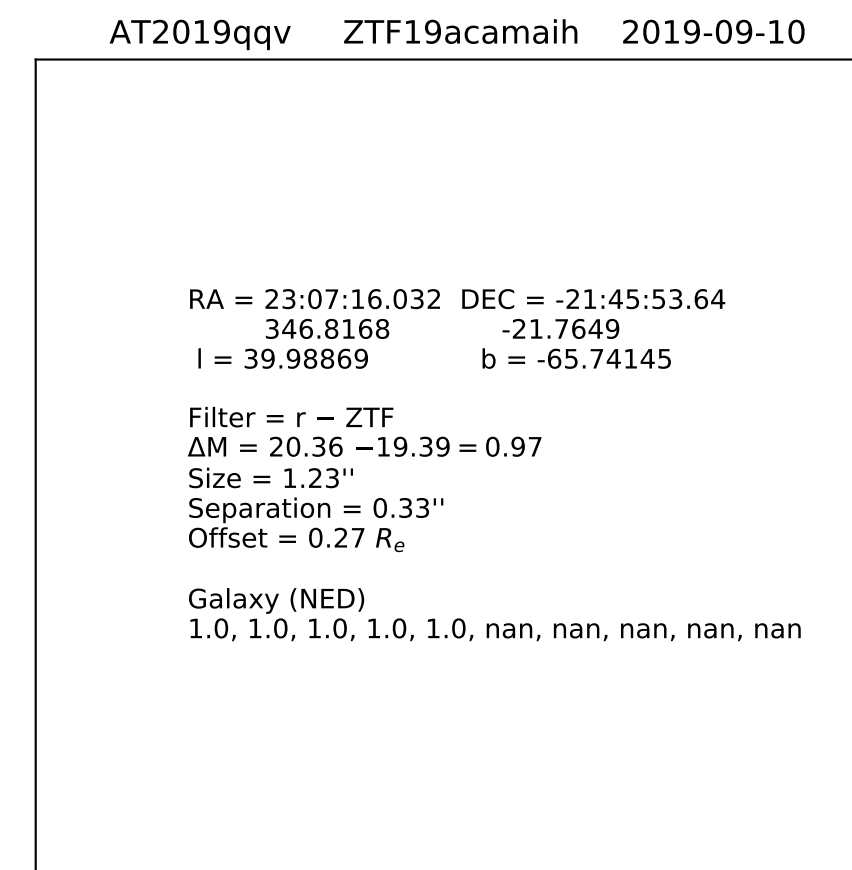 AT2019qqv ZTF19acamaih 2019-09-10
RA = 23:07:16.032 DEC = -21:45:53.64
346.8168 -21.7649
l = 39.98869 b = -65.74145
Filter = r − ZTF
ΔM = 20.36 −19.39 = 0.97
Size = 1.23''
Separation = 0.33''
Offset = 0.27 Rₑ
Galaxy (NED)
1.0, 1.0, 1.0, 1.0, 1.0, nan, nan, nan, nan, nan